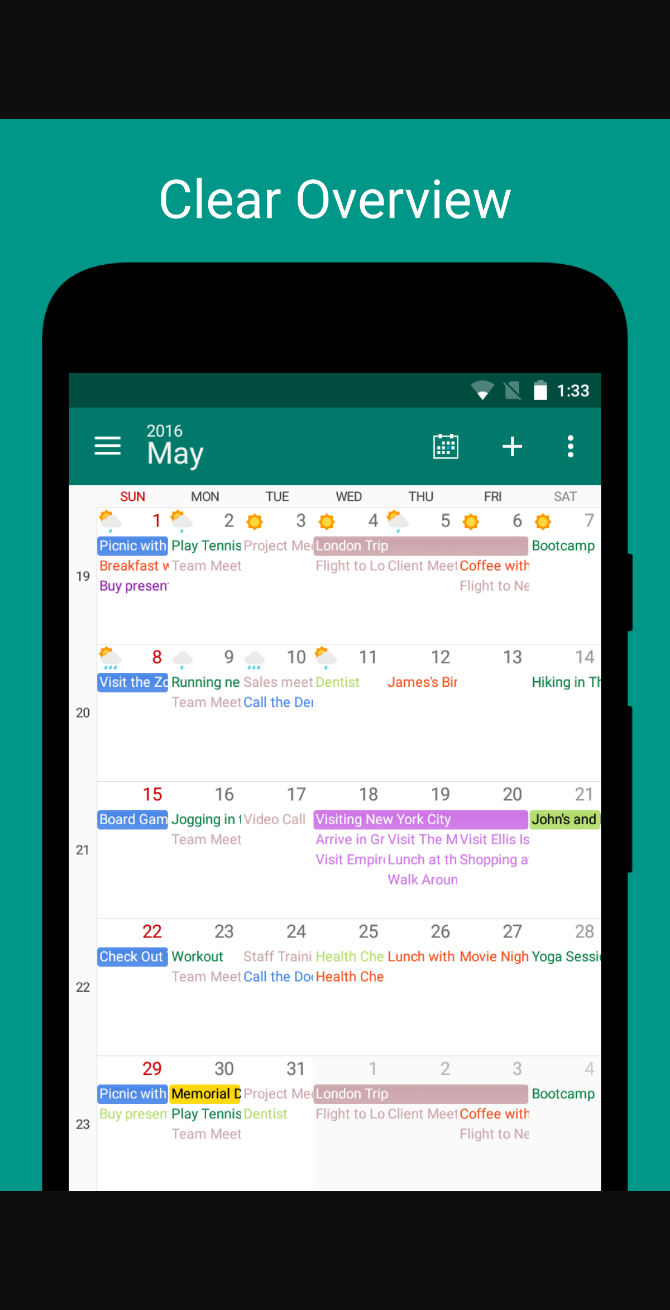 Clear Overview
1:33
2016
May
SUN MON TUE WED THU FRI SAT
1 2 3 4 5 6 7
Picnic with Play Tennis Project Mee London Trip Bootcamp
19 Breakfast w Team Meet Flight to Lo Client Meet Coffee with
Buy presen Flight to Ne
8 9 10 11 12 13 14
Visit the Zo Running ne Sales meet Dentist James's Bir Hiking in Th
20 Team Meet Call the Der
15 16 17 18 19 20 21
Board Gam Jogging in t Video Call Visiting New York City John's and
21 Team Meet Arrive in Gr Visit The M Visit Ellis Is
Visit Empir Lunch at th Shopping a
Walk Aroun
22 23 24 25 26 27 28
Check Out Workout Staff Traini Health Che Lunch with Movie Nigh Yoga Sessi
22 Team Meet Call the Do Health Che
29 30 31 1 2 3 4
Picnic with Memorial D Project Mee London Trip Bootcamp
23 Buy presen Play Tennis Dentist Flight to Lo Client Meet Coffee with
Team Meet Flight to Ne